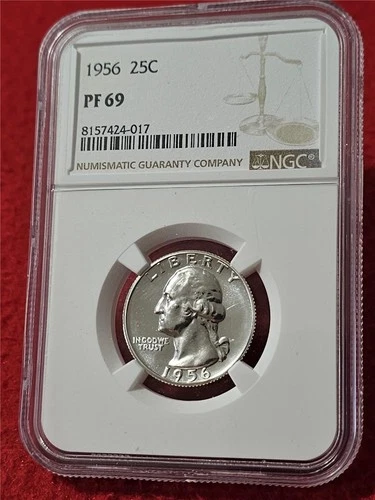 1956 25C
PF 69
8157424-017
NUMISMATIC GUARANTY COMPANY NGC®
LIBERTY
IN GOD WE
TRUST
1956